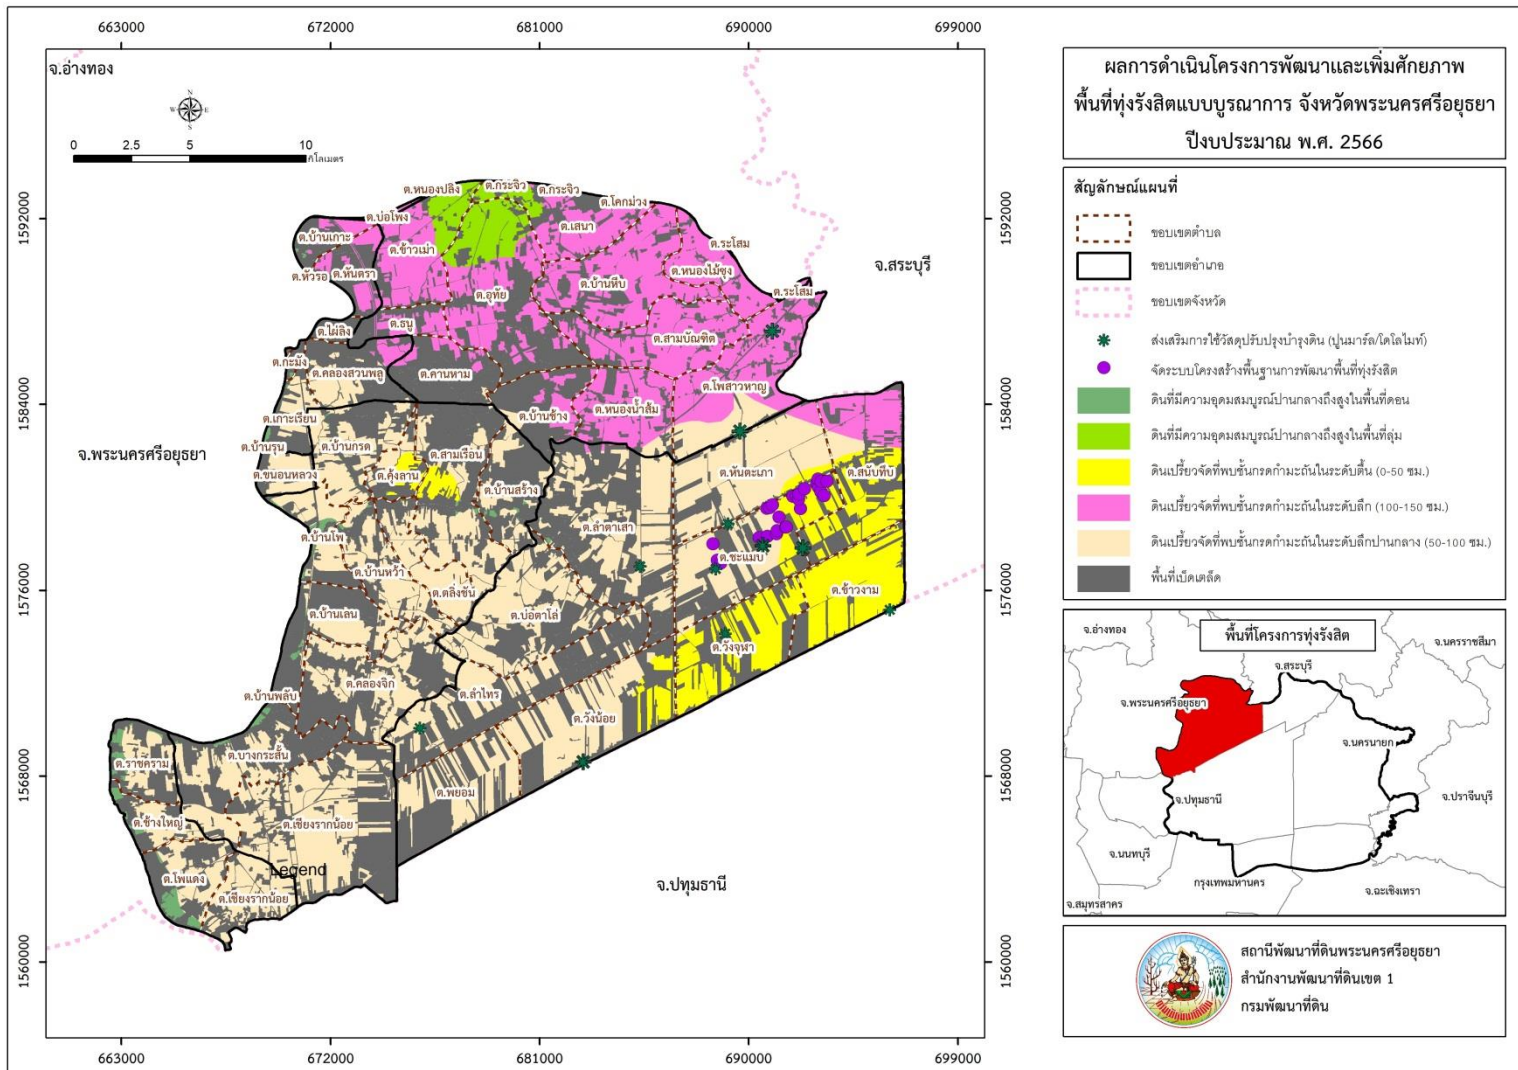 663000
672000
681000
690000
699000
จ.อ่างทอง
N
W
E
S
0
2.5
5
10
กิโลเมตร
1592000
1592000
1584000
1584000
1576000
1576000
1568000
1568000
1560000
1560000
ต.หนองปลิง
ต.กระจิว
ต.กระจิว
ต.โคกม่วง
ต.บ่อโพง
ต.เสนา
ต.บ้านเกาะ
ต.ข้าวเม่า
ต.ระโสม
ต.หัวรอ
ต.หันตรา
ต.หนองไม้ซุง
จ.สระบุรี
ต.อุทัย
ต.บ้านหีบ
ต.ระโสม
ต.ไผ่ลิง
ต.ธนู
ต.สามบัณฑิต
ต.กะมัง
ต.คลองสวนพลู
ต.คานหาม
ต.โพสาวหาญ
ต.เกาะเรียน
ต.บ้านช้าง
ต.หนองน้ำส้ม
ต.บ้านรุน
ต.บ้านกรด
ต.สามเรือน
จ.พระนครศรีอยุธยา
ต.ขนอนหลวง
ต.คุ้งลาน
ต.บ้านสร้าง
ต.หันตะเภา
ต.สนับทึบ
ต.บ้านโพ
ต.ลำตาเสา
ต.ชะแมบ
ต.บ้านหว้า
ต.ตลิ่งชัน
ต.ข้าวงาม
ต.บ้านเลน
ต.บ่อตาโล่
ต.วังจุฬา
ต.คลองจิก
ต.บ้านพลับ
ต.ลำไทร
ต.วังน้อย
ต.ราชคราม
ต.บางกระสั้น
ต.พยอม
ต.ช้างใหญ่
ต.เชียงรากน้อย
ต.โพแตง
Legend
ต.เชียงรากน้อย
จ.ปทุมธานี
663000
672000
681000
690000
699000
ผลการดำเนินโครงการพัฒนาและเพิ่มศักยภาพ
พื้นที่ทุ่งรังสิตแบบบูรณาการ จังหวัดพระนครศรีอยุธยา
ปีงบประมาณ พ.ศ. 2566
สัญลักษณ์แผนที่
ขอบเขตตำบล
ขอบเขตอำเภอ
ขอบเขตจังหวัด
ส่งเสริมการใช้วัสดุปรับปรุงบำรุงดิน (ปูนมาร์ล/โดโลไมท์)
จัดระบบโครงสร้างพื้นฐานการพัฒนาพื้นที่ทุ่งรังสิต
ดินที่มีความอุดมสมบูรณ์ปานกลางถึงสูงในพื้นที่ดอน
ดินที่มีความอุดมสมบูรณ์ปานกลางถึงสูงในพื้นที่ลุ่ม
ดินเปรี้ยวจัดที่พบชั้นกรดกำมะถันในระดับตื้น (0-50 ซม.)
ดินเปรี้ยวจัดที่พบชั้นกรดกำมะถันในระดับลึก (100-150 ซม.)
ดินเปรี้ยวจัดที่พบชั้นกรดกำมะถันในระดับลึกปานกลาง (50-100 ซม.)
พื้นที่เบ็ดเตล็ด
พื้นที่โครงการทุ่งรังสิต
จ.อ่างทอง
จ.นครราชสีมา
จ.สระบุรี
จ.พระนครศรีอยุธยา
จ.นครนายก
จ.ปทุมธานี
จ.ปราจีนบุรี
จ.นนทบุรี
กรุงเทพมหานคร
จ.ฉะเชิงเทรา
จ.สมุทรสาคร
สถานีพัฒนาที่ดินพระนครศรีอยุธยา
สำนักงานพัฒนาที่ดินเขต 1
กรมพัฒนาที่ดิน